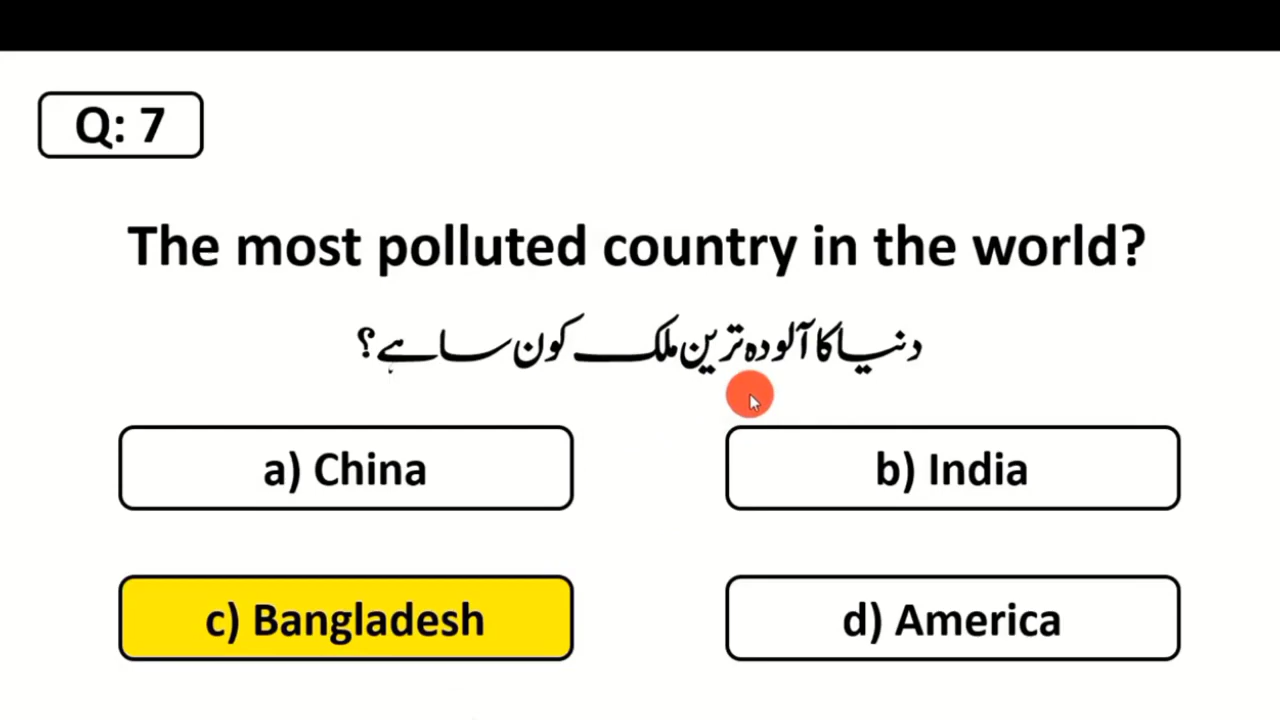 Q: 7
The most polluted country in the world?
دنیا کا آلودہ ترین ملک کون سا ہے؟
a) China
b) India
c) Bangladesh
d) America